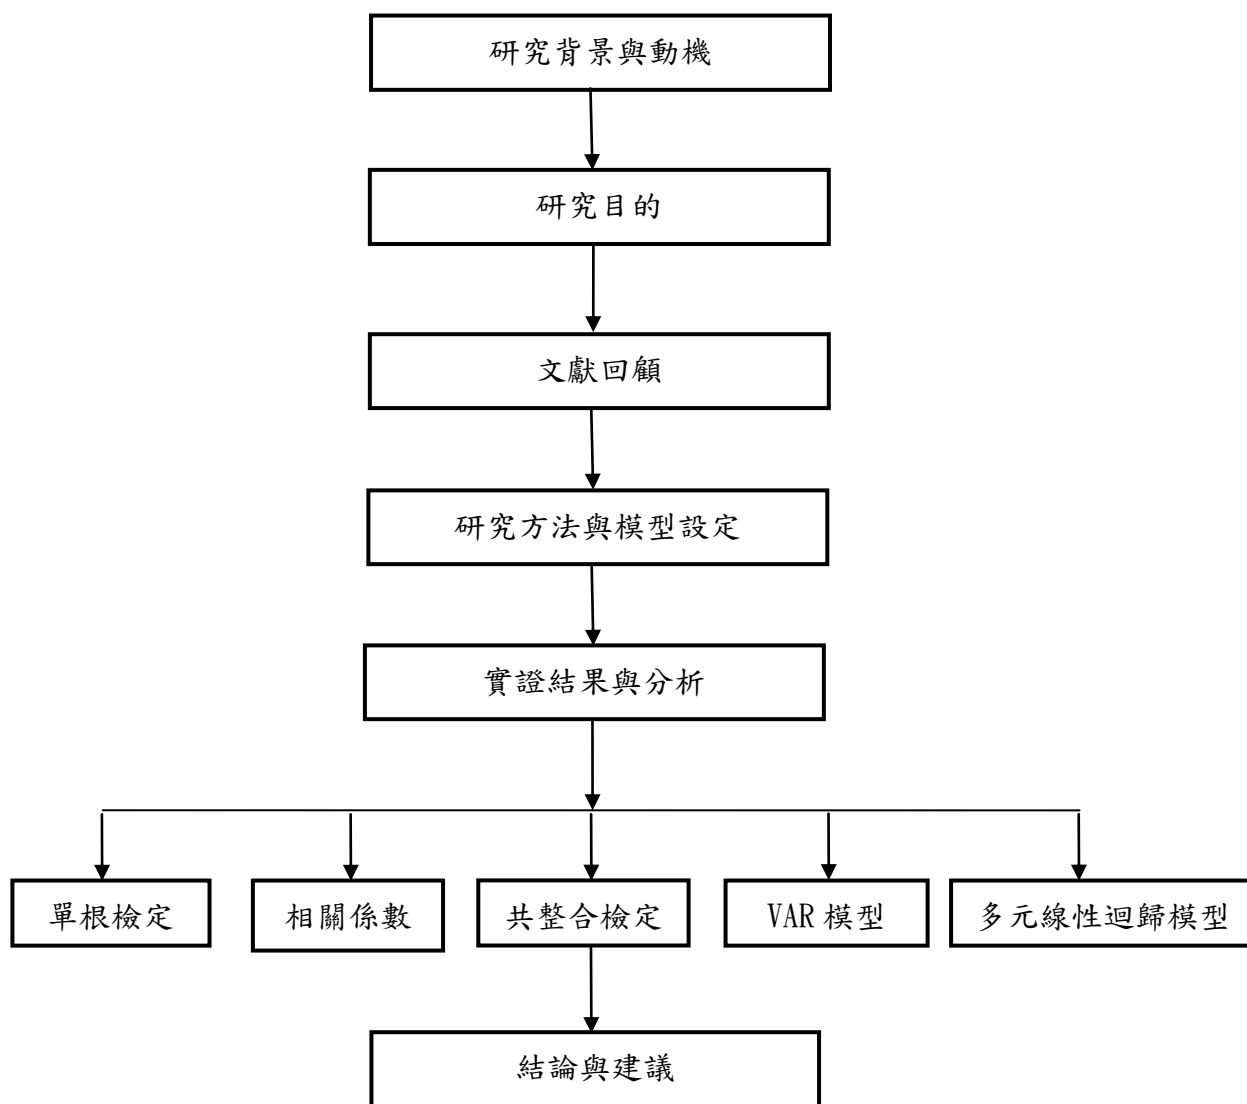 研究背景與動機
研究目的
文獻回顧
研究方法與模型設定
實證結果與分析
單根檢定
相關係數
共整合檢定
VAR 模型
多元線性迴歸模型
結論與建議